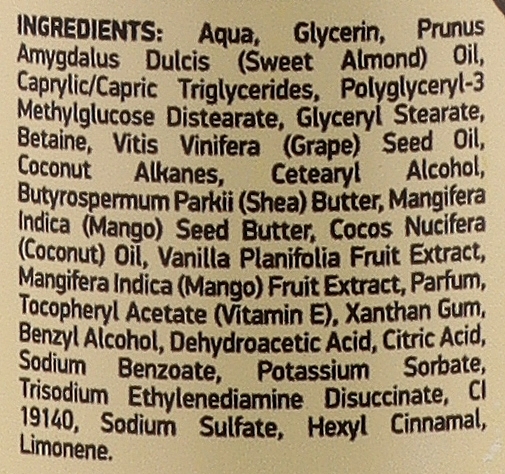 INGREDIENTS: Aqua, Glycerin, Prunus
Amygdalus Dulcis (Sweet Almond) Oil,
Caprylic/Capric Triglycerides, Polyglyceryl-3
Methylglucose Distearate, Glyceryl Stearate,
Betaine, Vitis Vinifera (Grape) Seed Oil,
Coconut Alkanes, Cetearyl Alcohol,
Butyrospermum Parkii (Shea) Butter, Mangifera
Indica (Mango) Seed Butter, Cocos Nucifera
(Coconut) Oil, Vanilla Planifolia Fruit Extract,
Mangifera Indica (Mango) Fruit Extract, Parfum,
Tocopheryl Acetate (Vitamin E), Xanthan Gum,
Benzyl Alcohol, Dehydroacetic Acid, Citric Acid,
Sodium Benzoate, Potassium Sorbate,
Trisodium Ethylenediamine Disuccinate, CI
19140, Sodium Sulfate, Hexyl Cinnamal,
Limonene.